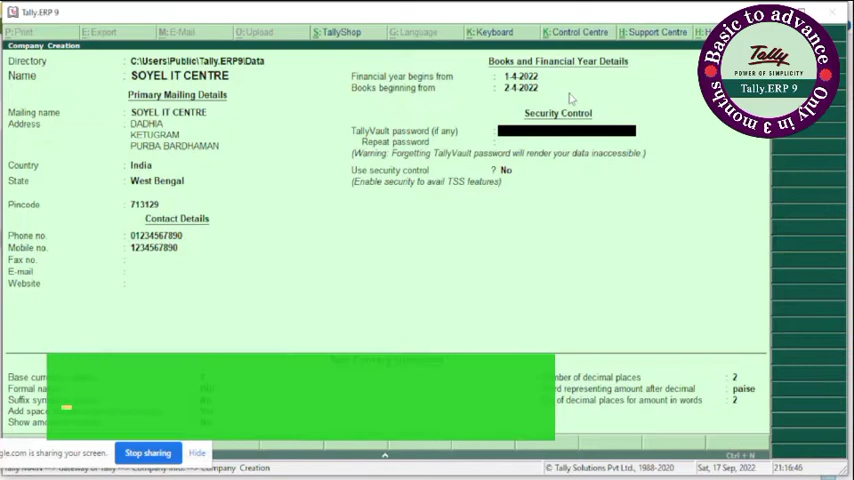 Tally.ERP 9
P:Print E:Export M:E-Mail O:Upload S:TallyShop G:Language K:Keyboard K:Control Centre H:Support Centre
Company Creation
Directory : C:\Users\Public\Tally.ERP9\Data
Name : SOYEL IT CENTRE
Primary Mailing Details
Mailing name : SOYEL IT CENTRE
Address : DADHIA
KETUGRAM
PURBA BARDHAMAN
Country : India
State : West Bengal
Pincode : 713129
Contact Details
Phone no. : 01234567890
Mobile no. : 1234567890
Fax no. :
E-mail :
Website :
Books and Financial Year Details
Financial year begins from : 1-4-2022
Books beginning from : 2-4-2022
Security Control
TallyVault password (if any) :
Repeat password :
(Warning: Forgetting TallyVault password will render your data inaccessible.)
Use security control ? No
(Enable security to avail TSS features)
Basic to advance
Tally
POWER OF SIMPLICITY
Tally.ERP 9
Only in 3 months
Base
Formal
Suffix
Add space
Show
of decimal places : 2
representing amount after decimal : paise
of decimal places for amount in words : 2
gle.com is sharing your screen. Stop sharing Hide
Ctrl + N
Company Creation © Tally Solutions Pvt Ltd., 1988-2020 Sat, 17 Sep, 2022 21:16:46